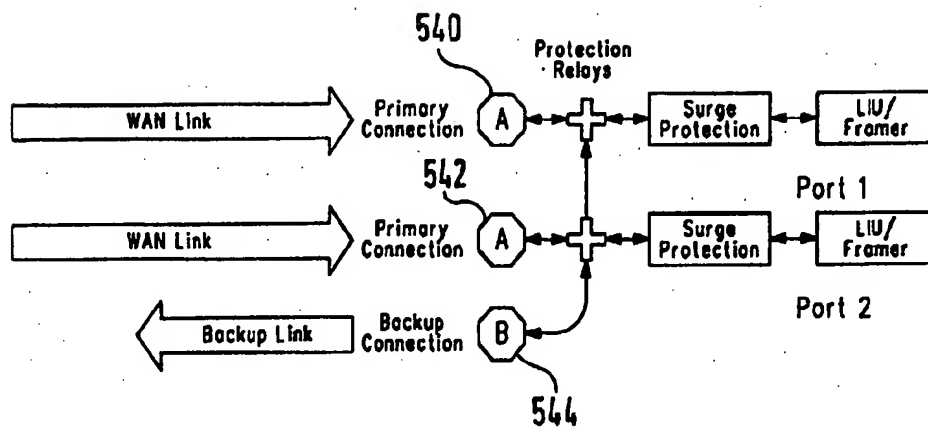 540
Protection
Relays
WAN Link
Primary
Connection
A
Surge
Protection
LIU/
Framer
Port 1
542
WAN Link
Primary
Connection
A
Surge
Protection
LIU/
Framer
Port 2
Backup Link
Backup
Connection
B
544